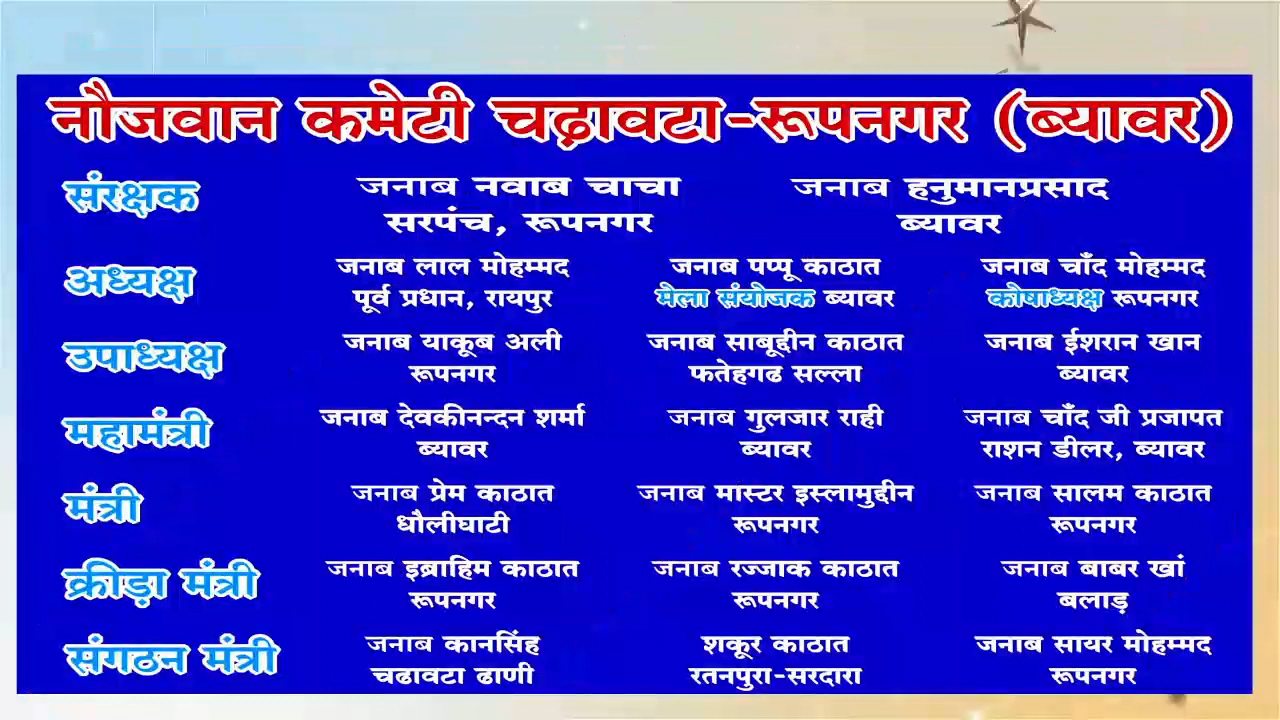 नौजवान कमेटी चढ़ावटा-रूपनगर (ब्यावर)
संरक्षक जनाब नवाब चाचा जनाब हनुमानप्रसाद
सरपंच, रूपनगर ब्यावर
अध्यक्ष जनाब लाल मोहम्मद जनाब पप्पू काठात जनाब चाँद मोहम्मद
पूर्व प्रधान, रायपुर मेला संयोजक ब्यावर कोषाध्यक्ष रूपनगर
उपाध्यक्ष जनाब याकूब अली जनाब साबूद्दीन काठात जनाब ईशरान खान
रूपनगर फतेहगढ सल्ला ब्यावर
महामंत्री जनाब देवकीनन्दन शर्मा जनाब गुलजार राही जनाब चाँद जी प्रजापत
ब्यावर ब्यावर राशन डीलर, ब्यावर
मंत्री जनाब प्रेम काठात जनाब मास्टर इस्लामुद्दीन जनाब सालम काठात
धौलीघाटी रूपनगर रूपनगर
क्रीड़ा मंत्री जनाब इब्राहिम काठात जनाब रज्जाक काठात जनाब बाबर खां
रूपनगर रूपनगर बलाड़
संगठन मंत्री जनाब कानसिंह शकूर काठात जनाब सायर मोहम्मद
चढावटा ढाणी रतनपुरा-सरदारा रूपनगर